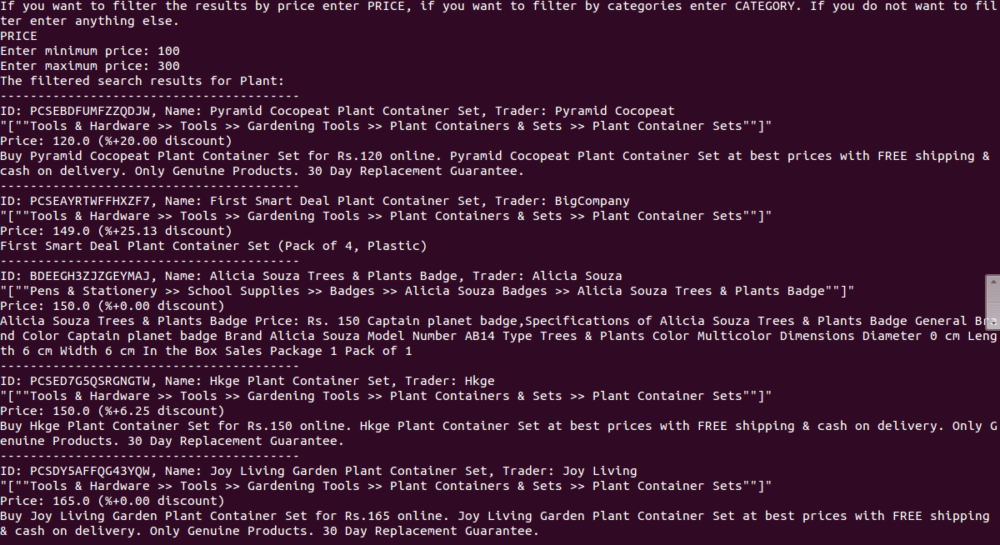 If you want to filter the results by price enter PRICE, if you want to filter by categories enter CATEGORY. If you do not want to fil
ter enter anything else.
PRICE
Enter minimum price: 100
Enter maximum price: 300
The filtered search results for Plant:
----------------------------------------
ID: PCSEBDFUMFZZQDJW, Name: Pyramid Cocopeat Plant Container Set, Trader: Pyramid Cocopeat
"[""Tools & Hardware >> Tools >> Gardening Tools >> Plant Containers & Sets >> Plant Container Sets""]"
Price: 120.0 (%+20.00 discount)
Buy Pyramid Cocopeat Plant Container Set for Rs.120 online. Pyramid Cocopeat Plant Container Set at best prices with FREE shipping &
cash on delivery. Only Genuine Products. 30 Day Replacement Guarantee.
----------------------------------------
ID: PCSEAYRTWFFHXZF7, Name: First Smart Deal Plant Container Set, Trader: BigCompany
"[""Tools & Hardware >> Tools >> Gardening Tools >> Plant Containers & Sets >> Plant Container Sets""]"
Price: 149.0 (%+25.13 discount)
First Smart Deal Plant Container Set (Pack of 4, Plastic)
----------------------------------------
ID: BDEEGH3ZJZGEYMAJ, Name: Alicia Souza Trees & Plants Badge, Trader: Alicia Souza
"[""Pens & Stationery >> School Supplies >> Badges >> Alicia Souza Badges >> Alicia Souza Trees & Plants Badge""]"
Price: 150.0 (%+0.00 discount)
Alicia Souza Trees & Plants Badge Price: Rs. 150 Captain planet badge,Specifications of Alicia Souza Trees & Plants Badge General Bra
nd Color Captain planet badge Brand Alicia Souza Model Number AB14 Type Trees & Plants Color Multicolor Dimensions Diameter 0 cm Leng
th 6 cm Width 6 cm In the Box Sales Package 1 Pack of 1
----------------------------------------
ID: PCSED7G5QSRGNGTW, Name: Hkge Plant Container Set, Trader: Hkge
"[""Tools & Hardware >> Tools >> Gardening Tools >> Plant Containers & Sets >> Plant Container Sets""]"
Price: 150.0 (%+6.25 discount)
Buy Hkge Plant Container Set for Rs.150 online. Hkge Plant Container Set at best prices with FREE shipping & cash on delivery. Only G
enuine Products. 30 Day Replacement Guarantee.
----------------------------------------
ID: PCSDY5AFFQG43YQW, Name: Joy Living Garden Plant Container Set, Trader: Joy Living
"[""Tools & Hardware >> Tools >> Gardening Tools >> Plant Containers & Sets >> Plant Container Sets""]"
Price: 165.0 (%+0.00 discount)
Buy Joy Living Garden Plant Container Set for Rs.165 online. Joy Living Garden Plant Container Set at best prices with FREE shipping
& cash on delivery. Only Genuine Products. 30 Day Replacement Guarantee.